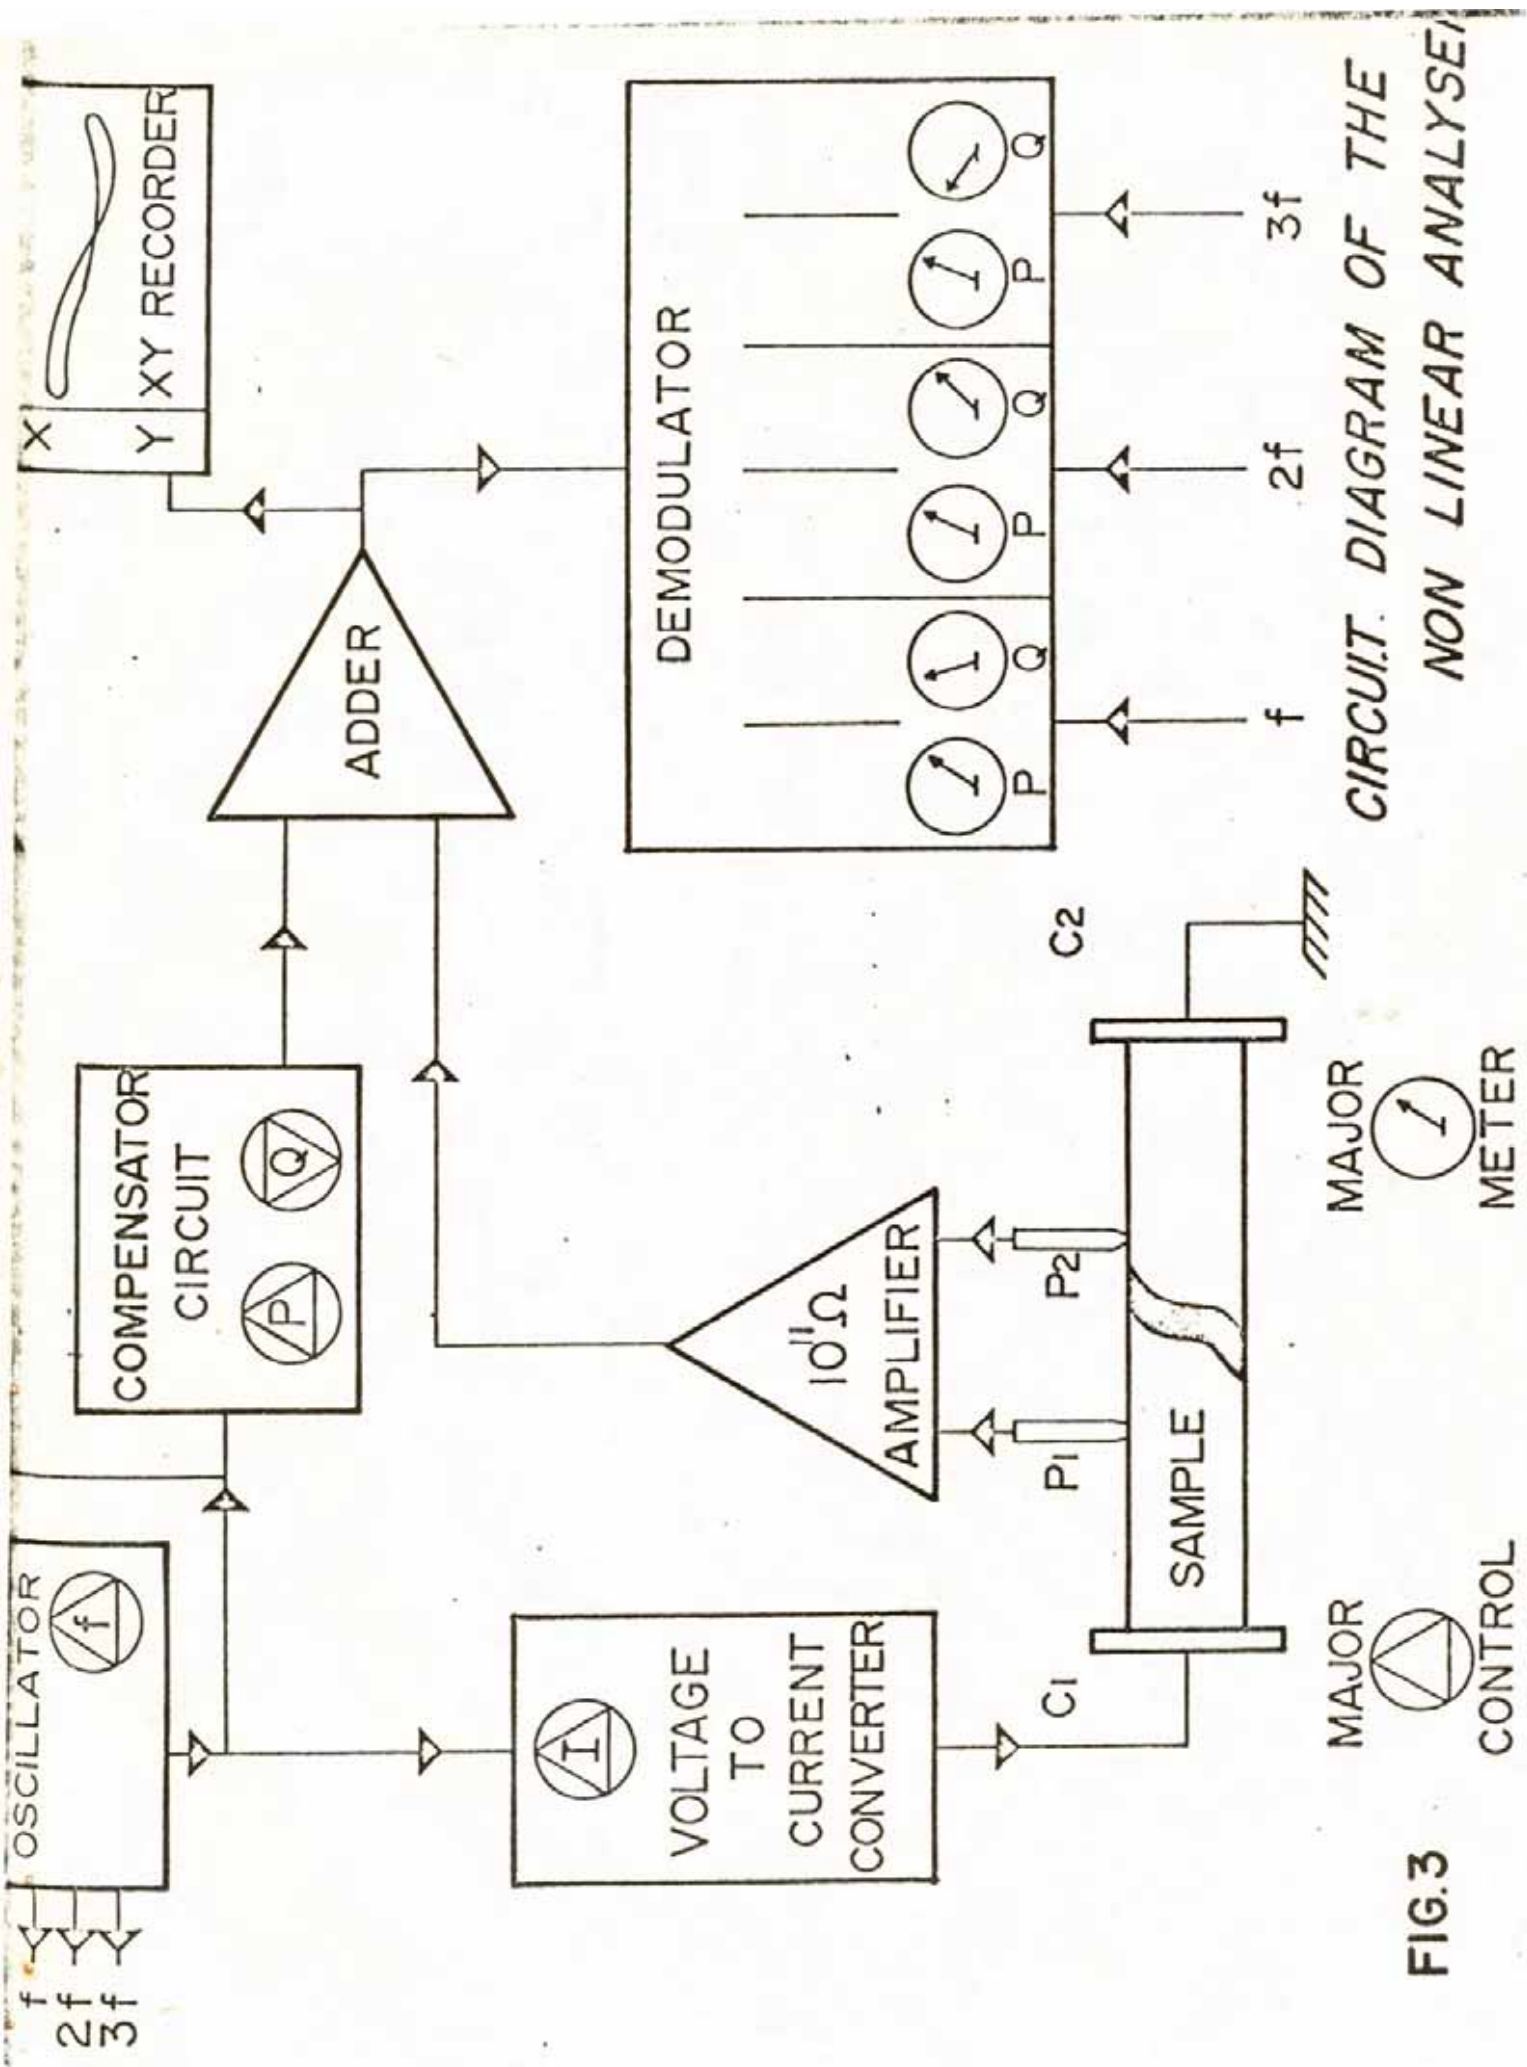 OSCILLATOR
f
f
2f
3f
COMPENSATOR
CIRCUIT
P
Q
ADDER
X
Y
XY RECORDER
I
VOLTAGE
TO
CURRENT
CONVERTER
10¹¹Ω
AMPLIFIER
DEMODULATOR
P
Q
P
Q
P
Q
f
2f
3f
C1
P1
P2
C2
SAMPLE
MAJOR
CONTROL
MAJOR
METER
FIG.3
CIRCUIT. DIAGRAM OF THE
NON LINEAR ANALYSER